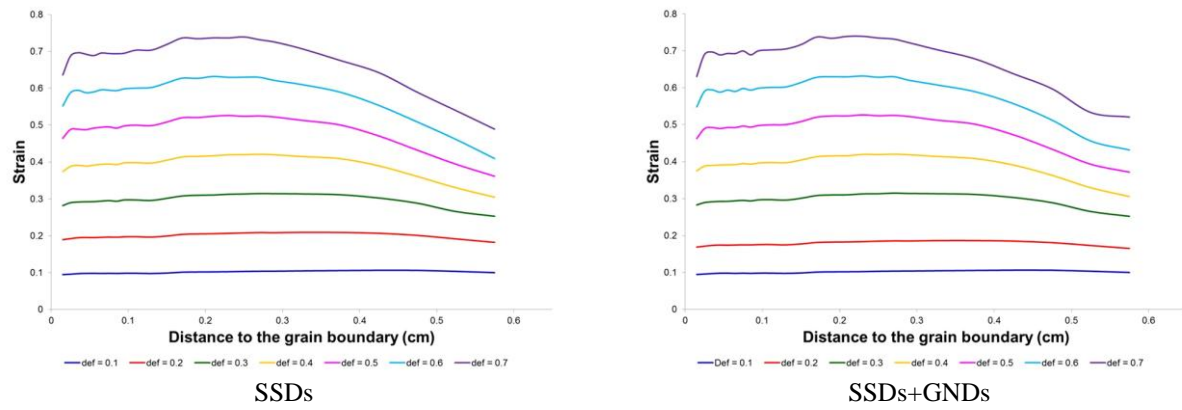 0.8
0.7
0.6
0.5
0.4
0.3
0.2
0.1
0
Strain
0 0.1 0.2 0.3 0.4 0.5 0.6
Distance to the grain boundary (cm)
def = 0.1 def = 0.2 def = 0.3 def = 0.4 def = 0.5 def = 0.6 def = 0.7
SSDs
0.8
0.7
0.6
0.5
0.4
0.3
0.2
0.1
0
Strain
0 0.1 0.2 0.3 0.4 0.5 0.6
Distance to the grain boundary (cm)
Def = 0.1 def = 0.2 def = 0.3 def = 0.4 def = 0.5 def = 0.6 def = 0.7
SSDs+GNDs